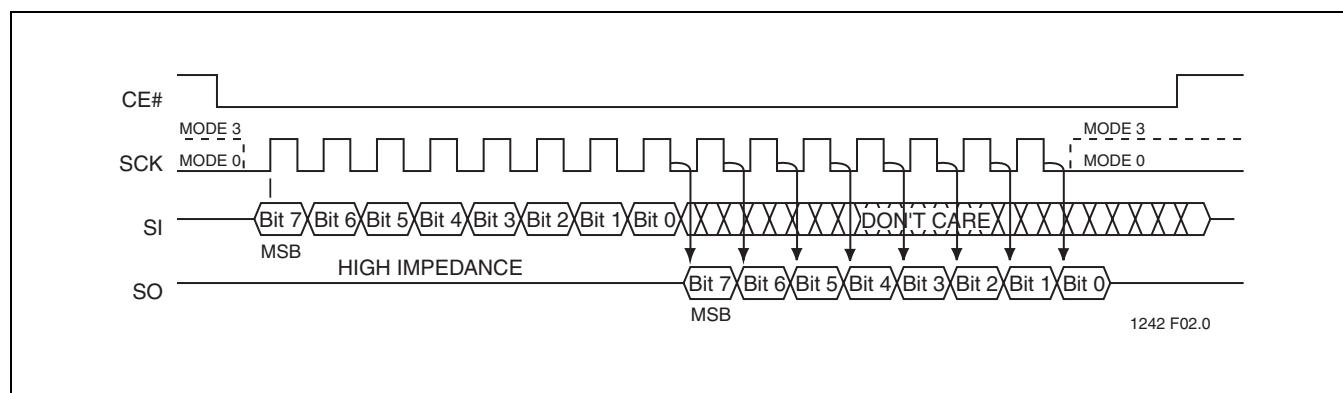 CE#
MODE 3 MODE 3
SCK MODE 0 MODE 0
SI Bit 7 Bit 6 Bit 5 Bit 4 Bit 3 Bit 2 Bit 1 Bit 0 DON'T CARE
MSB
HIGH IMPEDANCE
SO Bit 7 Bit 6 Bit 5 Bit 4 Bit 3 Bit 2 Bit 1 Bit 0
MSB
1242 F02.0